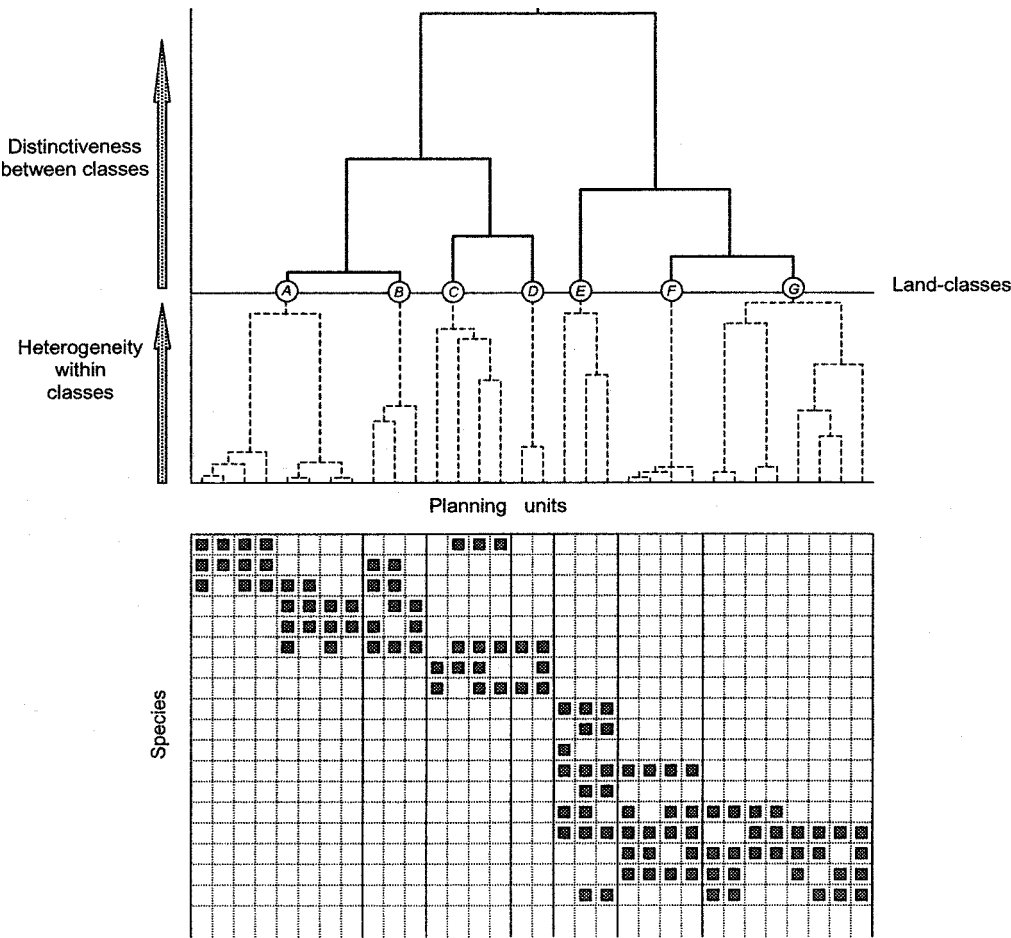 Distinctiveness
between classes
A
B
C
D
E
F
G
Land-classes
Heterogeneity
within
classes
Planning units
Species